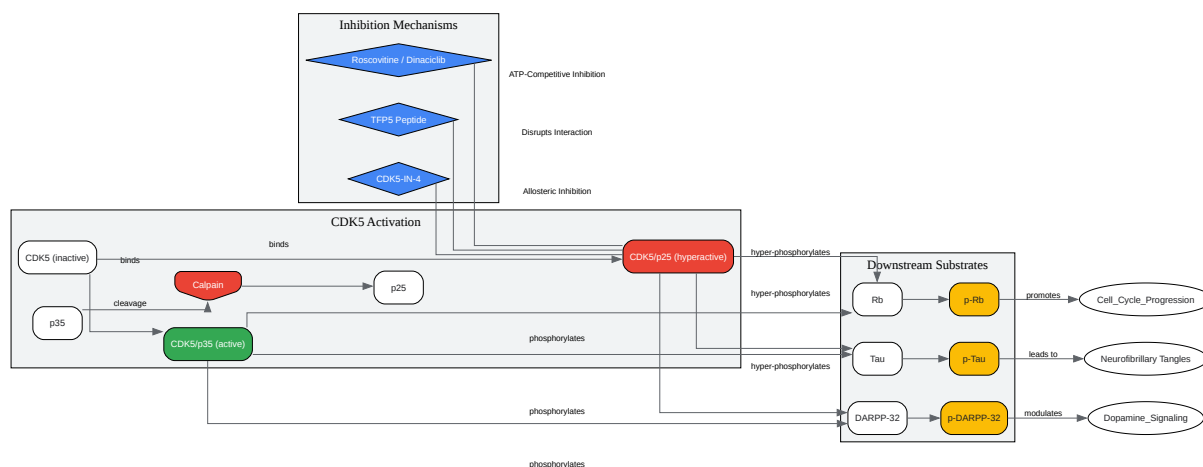 Inhibition Mechanisms
Roscovitine / Dinaciclib
ATP-Competitive Inhibition
TFP5 Peptide
Disrupts Interaction
CDK5-IN-4
Allosteric Inhibition
CDK5 Activation
CDK5 (inactive)
binds
binds
CDK5/p25 (hyperactive)
hyper-phosphorylates
Downstream Substrates
Calpain
p25
cleavage
p35
CDK5/p35 (active)
hyper-phosphorylates
Rb
p-Rb
promotes
Cell_Cycle_Progression
phosphorylates
Tau
p-Tau
leads to
Neurofibrillary Tangles
hyper-phosphorylates
phosphorylates
DARPP-32
p-DARPP-32
modulates
Dopamine_Signaling
phosphorylates